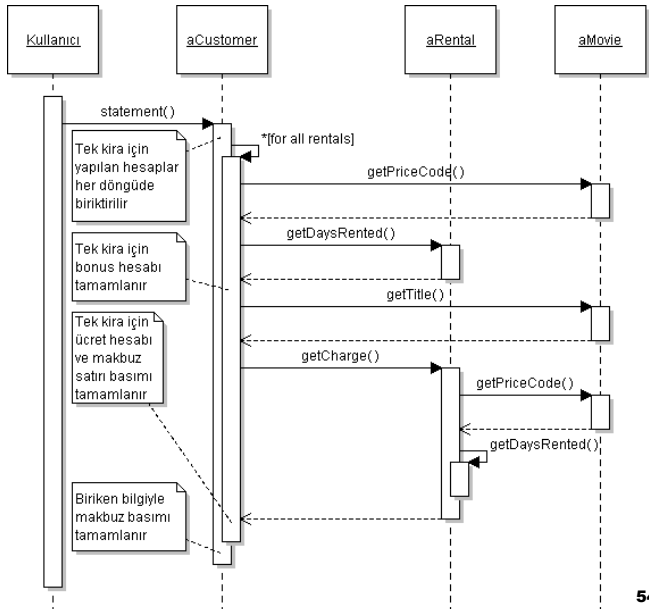 Kullanıcı
aCustomer
aRental
aMovie
statement()
*[for all rentals]
Tek kira için
yapılan hesaplar
her döngüde
biriktirilir
getPriceCode()
getDaysRented()
Tek kira için
bonus hesabı
tamamlanır
getTitle()
Tek kira için
ücret hesabı
ve makbuz
satırı basımı
tamamlanır
getCharge()
getPriceCode()
getDaysRented()
Biriken bilgiyle
makbuz basımı
tamamlanır
54